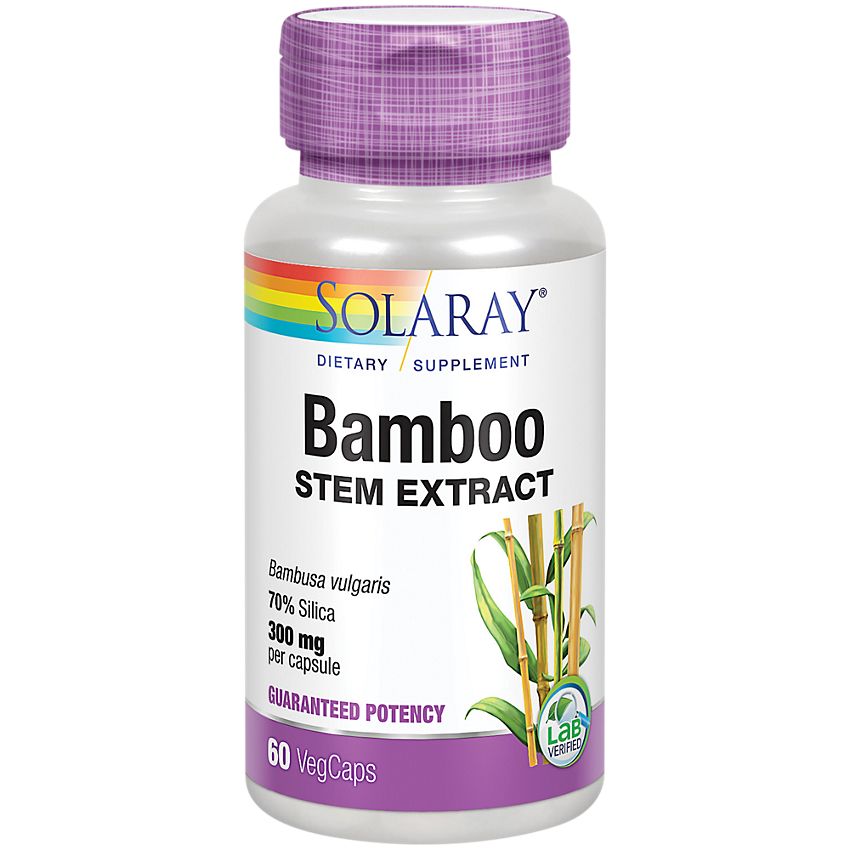 SOLARAY®
DIETARY SUPPLEMENT
Bamboo
STEM EXTRACT
Bambusa vulgaris
70% Silica
300 mg
per capsule
GUARANTEED POTENCY
LaB
VERIFIED
60 VegCaps